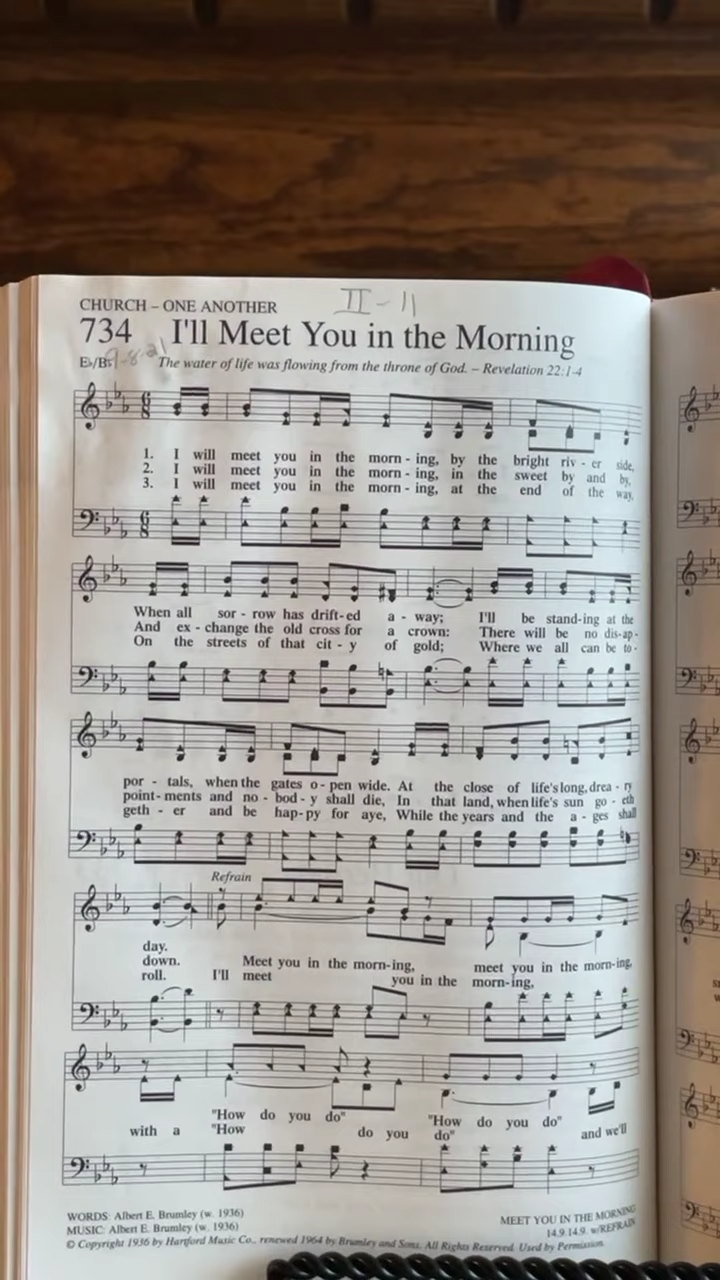 II-11
CHURCH – ONE ANOTHER
734 I'll Meet You in the Morning
E♭/B♭ 9-8-21 The water of life was flowing from the throne of God. – Revelation 22:1-4
1. I will meet you in the morn - ing, by the bright riv - er side,
2. I will meet you in the morn - ing, in the sweet by and by,
3. I will meet you in the morn - ing, at the end of the way,
When all sor - row has drift - ed a - way; I'll be stand - ing at the
And ex - change the old cross for a crown: There will be no dis - ap -
On the streets of that cit - y of gold; Where we all can be to -
por - tals, when the gates o - pen wide. At the close of life's long, drea - ry
point - ments and no - bod - y shall die, In that land, when life's sun go - eth
geth - er and be hap - py for aye, While the years and the a - ges shall
Refrain
day.
down. Meet you in the morn - ing, meet you in the morn - ing,
roll. I'll meet you in the morn - ing,
"How do you do" "How do you do"
with a "How do you do" and we'll
WORDS: Albert E. Brumley (w. 1936)
MUSIC: Albert E. Brumley (w. 1936)
© Copyright 1936 by Hartford Music Co., renewed 1964 by Brumley and Sons. All Rights Reserved. Used by Permission.
MEET YOU IN THE MORNING
14.9.14.9. w/REFRAIN